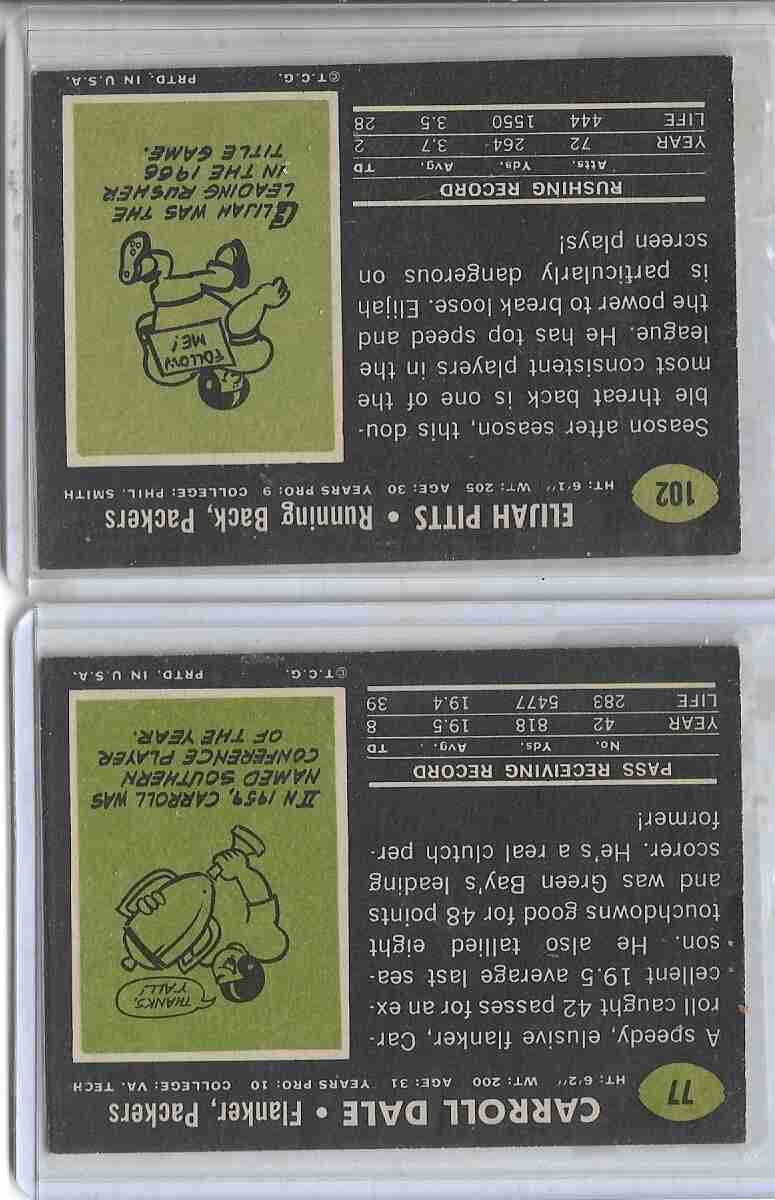 77
CARROLL DALE • Flanker, Packers
HT: 6'2" WT: 200 AGE: 31 YEARS PRO: 10 COLLEGE: VA. TECH
A speedy, elusive flanker, Car-
roll caught 42 passes for an ex-
cellent 19.5 average last sea-
son. He also tallied eight
touchdowns good for 48 points
and was Green Bay's leading
scorer. He's a real clutch per-
former!
PASS RECEIVING RECORD
No. Yds. Avg. TD
YEAR 42 818 19.5 8
LIFE 283 5477 19.4 39
THANKS,
Y'ALL!
IN 1959, CARROLL WAS
NAMED SOUTHERN
CONFERENCE PLAYER
OF THE YEAR.
©T.C.G. PRTD. IN U.S.A.
102
ELIJAH PITTS • Running Back, Packers
HT: 6'1" WT: 205 AGE: 30 YEARS PRO: 9 COLLEGE: PHIL. SMITH
Season after season, this dou-
ble threat back is one of the
most consistent players in the
league. He has top speed and
the power to break loose. Elijah
is particularly dangerous on
screen plays!
RUSHING RECORD
Atts. Yds. Avg. TD
YEAR 72 264 3.7 2
LIFE 444 1550 3.5 28
FOLLOW
ME!
ELIJAH WAS THE
LEADING RUSHER
IN THE 1966
TITLE GAME.
©T.C.G. PRTD. IN U.S.A.